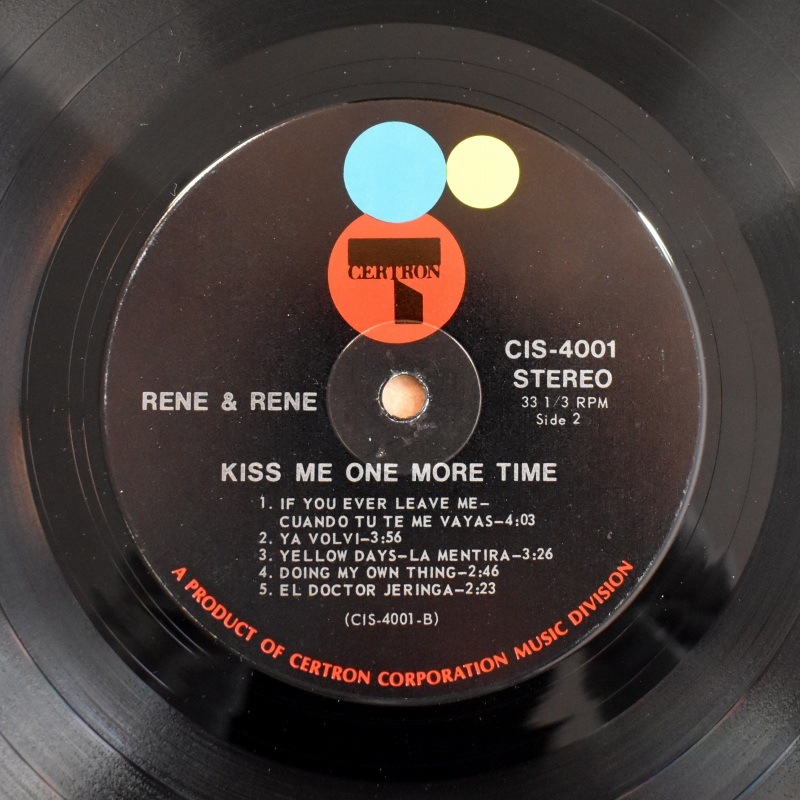 CERTRON
CIS-4001
STEREO
33 1/3 RPM
Side 2
RENE & RENE
KISS ME ONE MORE TIME
1. IF YOU EVER LEAVE ME–
CUANDO TU TE ME VAYAS–4:03
2. YA VOLVI–3:56
3. YELLOW DAYS–LA MENTIRA–3:26
4. DOING MY OWN THING–2:46
5. EL DOCTOR JERINGA–2:23
(CIS-4001-B)
A PRODUCT OF CERTRON CORPORATION MUSIC DIVISION